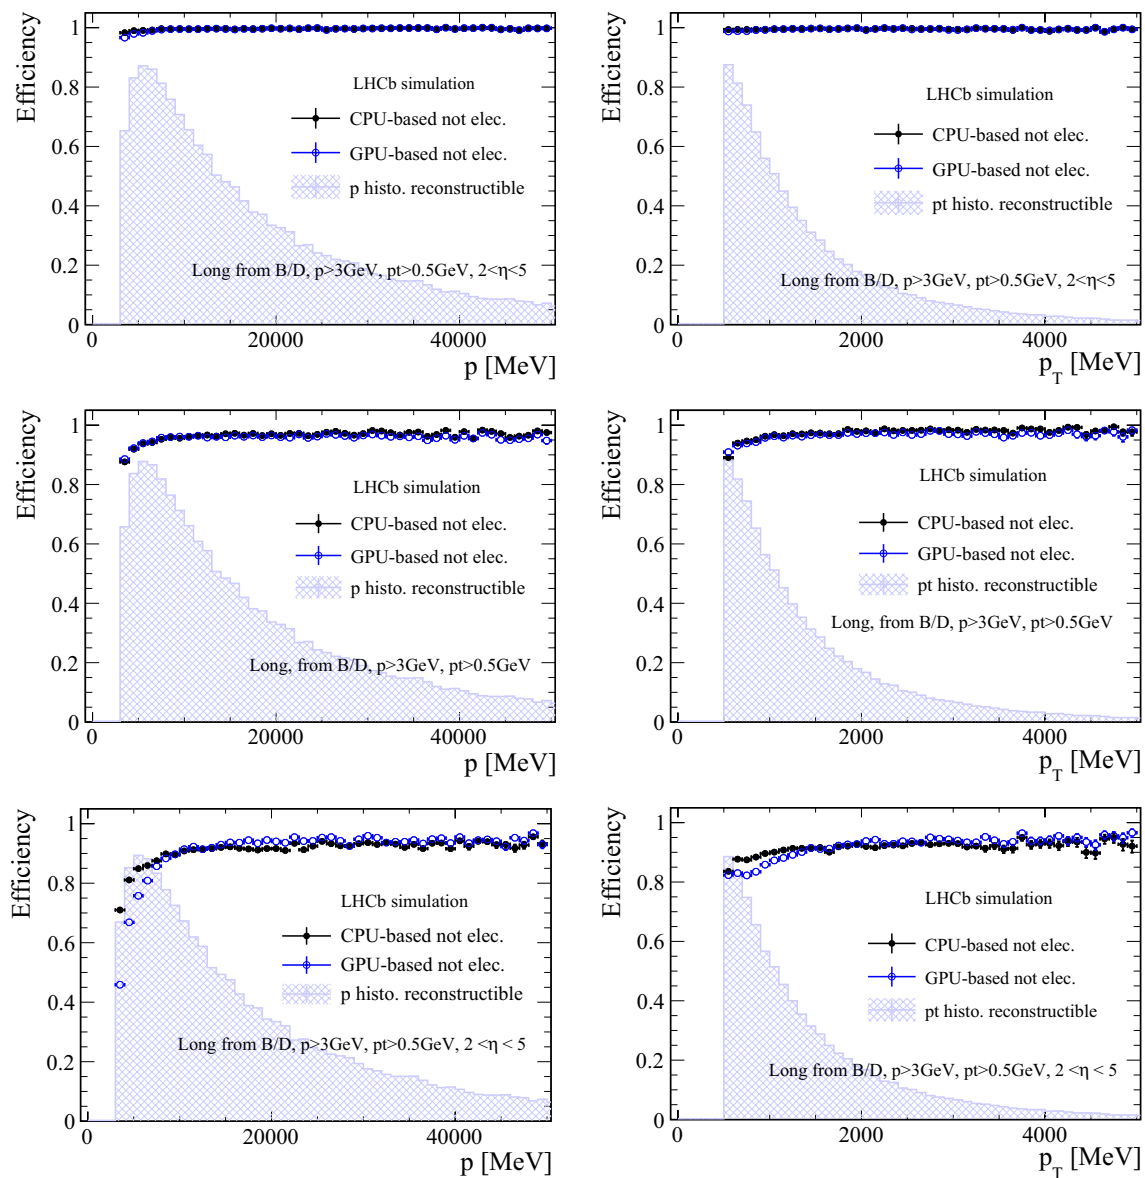 Efficiency
1
0.8
0.6
0.4
0.2
0
LHCb simulation
CPU-based not elec.
GPU-based not elec.
p histo. reconstructible
Long from B/D, p>3GeV, pt>0.5GeV, 2<η<5
0 20000 40000
p [MeV]
Efficiency
1
0.8
0.6
0.4
0.2
0
LHCb simulation
CPU-based not elec.
GPU-based not elec.
pt histo. reconstructible
Long from B/D, p>3GeV, pt>0.5GeV, 2<η<5
0 2000 4000
p_T [MeV]
Efficiency
1
0.8
0.6
0.4
0.2
0
LHCb simulation
CPU-based not elec.
GPU-based not elec.
p histo. reconstructible
Long, from B/D, p>3GeV, pt>0.5GeV
0 20000 40000
p [MeV]
Efficiency
1
0.8
0.6
0.4
0.2
0
LHCb simulation
CPU-based not elec.
GPU-based not elec.
pt histo. reconstructible
Long, from B/D, p>3GeV, pt>0.5GeV
0 2000 4000
p_T [MeV]
Efficiency
1
0.8
0.6
0.4
0.2
0
LHCb simulation
CPU-based not elec.
GPU-based not elec.
p histo. reconstructible
Long from B/D, p>3GeV, pt>0.5GeV, 2 <η < 5
0 20000 40000
p [MeV]
Efficiency
1
0.8
0.6
0.4
0.2
0
LHCb simulation
CPU-based not elec.
GPU-based not elec.
pt histo. reconstructible
Long from B/D, p>3GeV, pt>0.5GeV, 2 <η < 5
0 2000 4000
p_T [MeV]